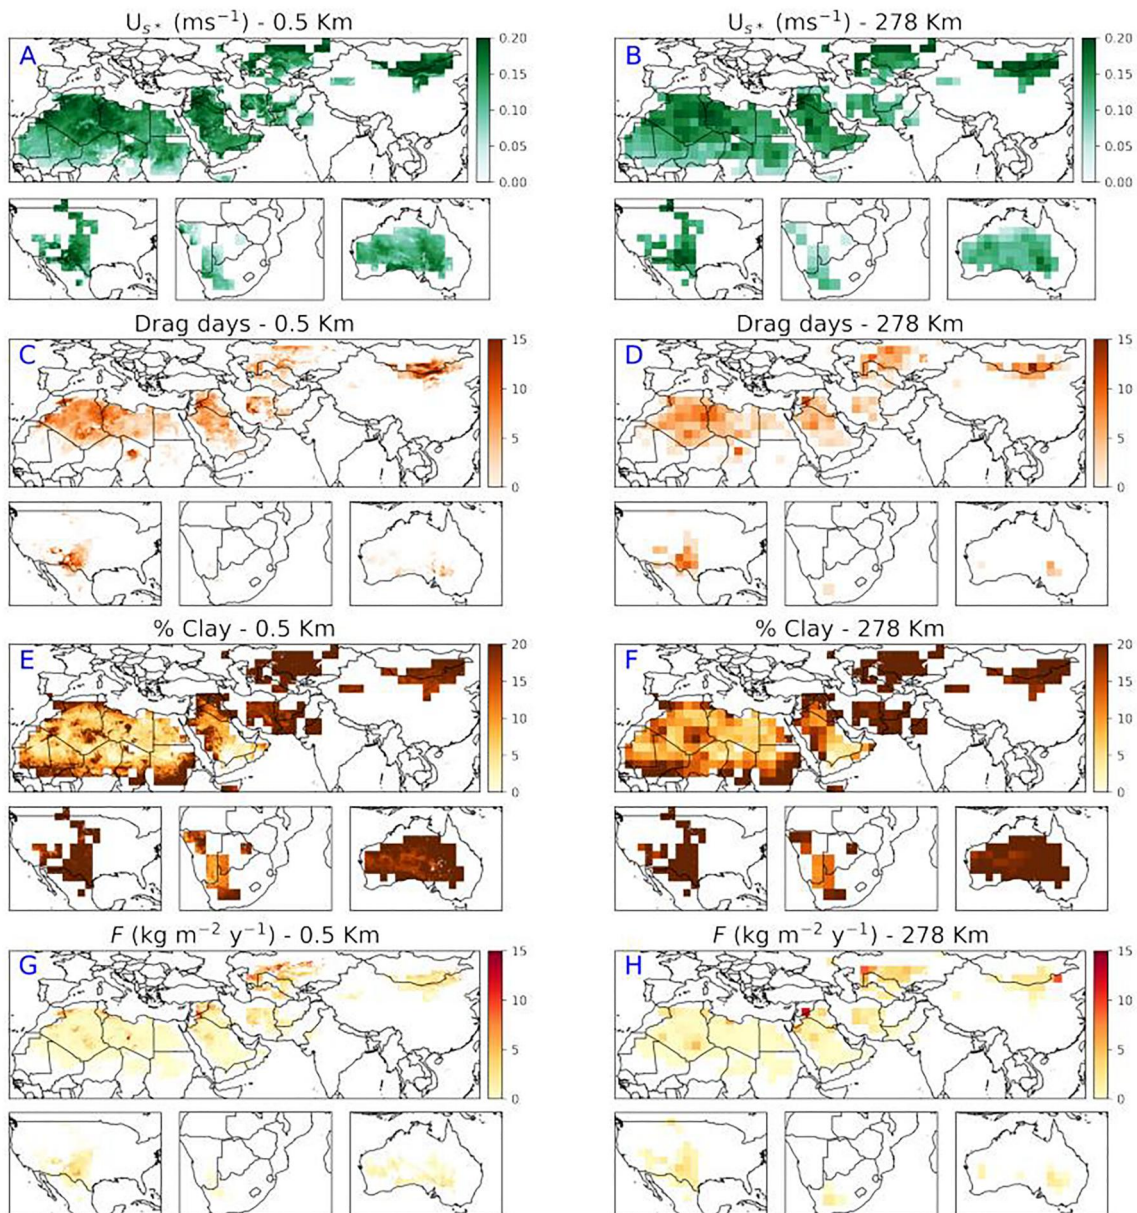 U_{s*} (ms⁻¹) - 0.5 Km
A
0.20
0.15
0.10
0.05
0.00
U_{s*} (ms⁻¹) - 278 Km
B
0.20
0.15
0.10
0.05
0.00
Drag days - 0.5 Km
C
15
10
5
0
Drag days - 278 Km
D
15
10
5
0
% Clay - 0.5 Km
E
20
15
10
5
0
% Clay - 278 Km
F
20
15
10
5
0
F (kg m⁻² y⁻¹) - 0.5 Km
G
15
10
5
0
F (kg m⁻² y⁻¹) - 278 Km
H
15
10
5
0